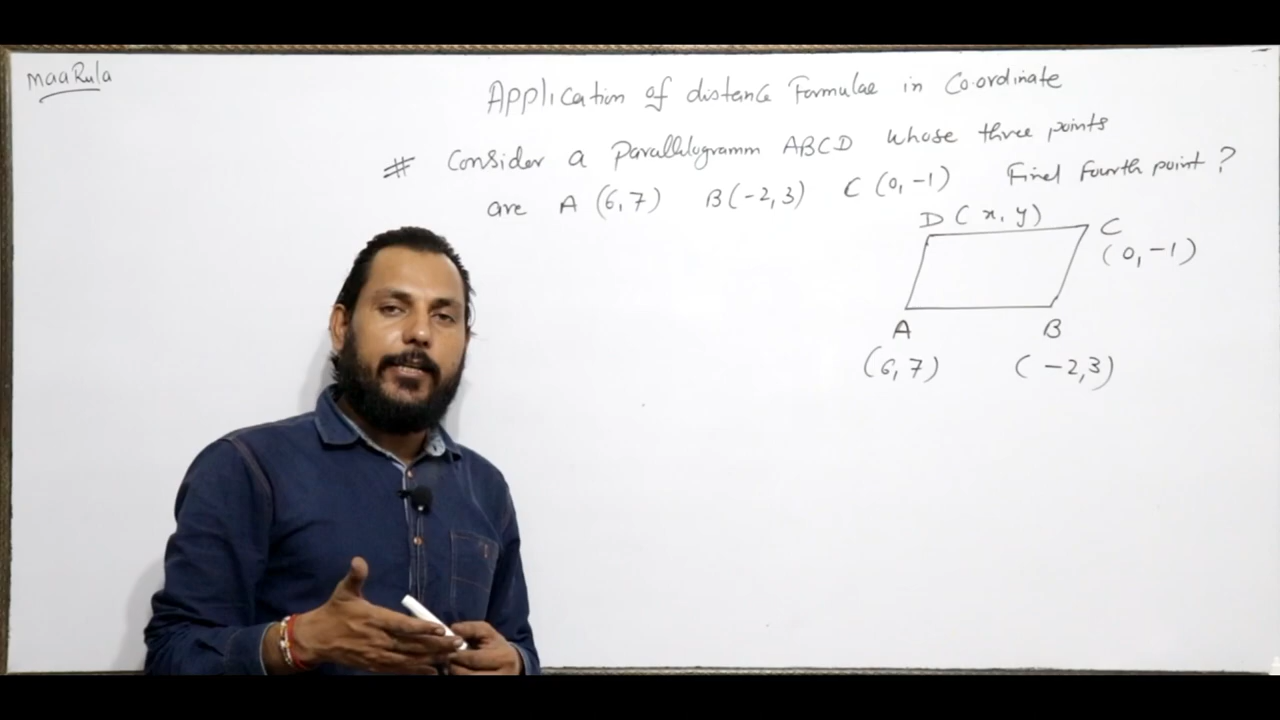 MaaRula
Application of distance Formulae in Co-ordinate
# Consider a Parallilogramm ABCD whose three points
are A (6,7) B(-2,3) C (0,-1) Find Fourth point ?
D (x, y) C
(0, -1)
A B
(6,7) (-2,3)